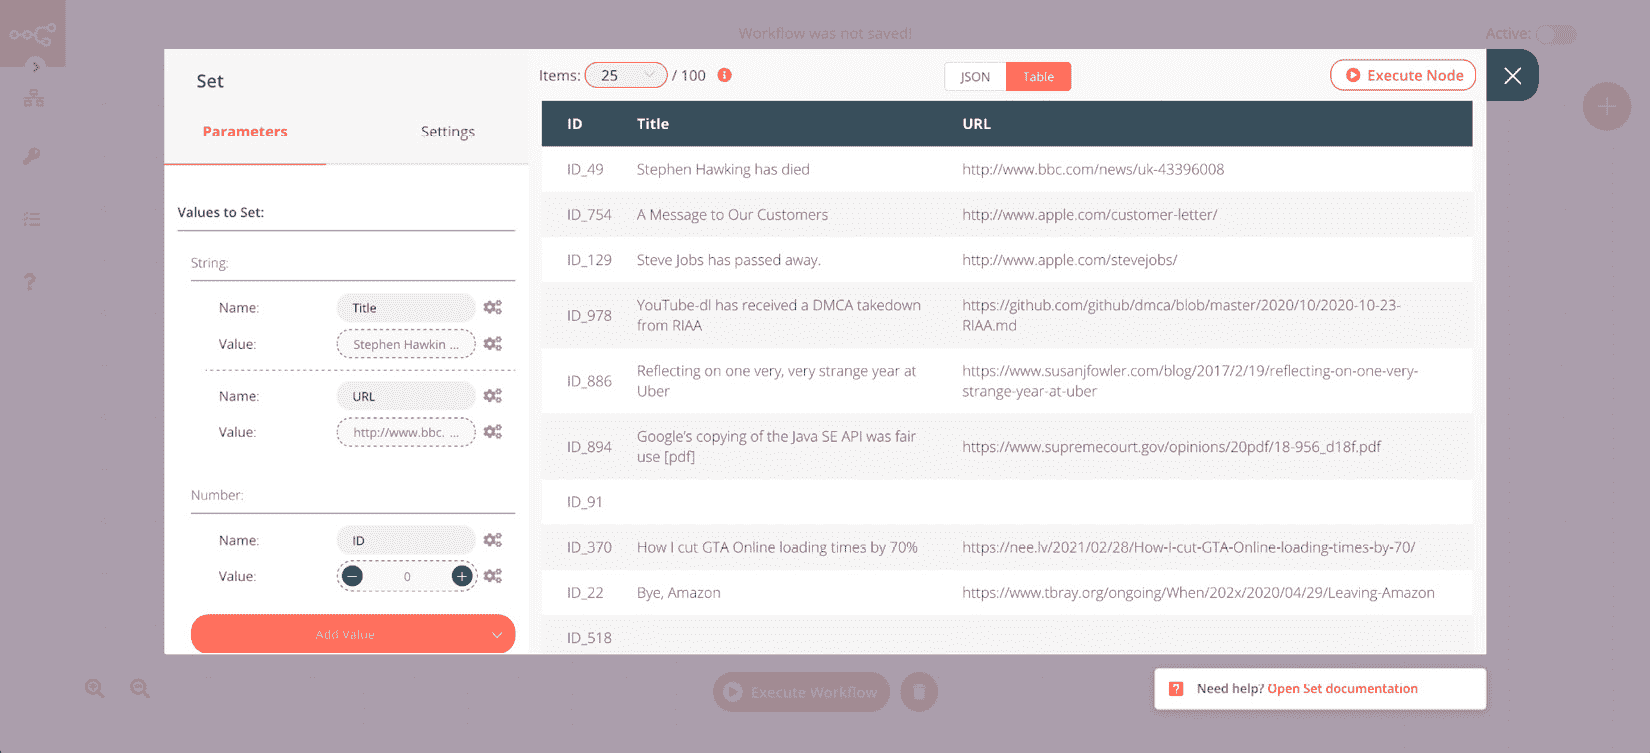 Workflow was not saved!
Active:
Set
Parameters
Settings
Values to Set:
String:
Name:
Title
Value:
Stephen Hawkin ...
Name:
URL
Value:
http://www.bbc. ...
Number:
Name:
ID
Value:
0
Add Value
Items: 25 / 100
JSON
Table
Execute Node
ID Title URL
ID_49 Stephen Hawking has died http://www.bbc.com/news/uk-43396008
ID_754 A Message to Our Customers http://www.apple.com/customer-letter/
ID_129 Steve Jobs has passed away. http://www.apple.com/stevejobs/
ID_978 YouTube-dl has received a DMCA takedown
from RIAA
https://github.com/github/dmca/blob/master/2020/10/2020-10-23-
RIAA.md
ID_886 Reflecting on one very, very strange year at
Uber
https://www.susanjfowler.com/blog/2017/2/19/reflecting-on-one-very-
strange-year-at-uber
ID_894 Google's copying of the Java SE API was fair
use [pdf]
https://www.supremecourt.gov/opinions/20pdf/18-956_d18f.pdf
ID_91
ID_370 How I cut GTA Online loading times by 70% https://nee.lv/2021/02/28/How-I-cut-GTA-Online-loading-times-by-70/
ID_22 Bye, Amazon https://www.tbray.org/ongoing/When/202x/2020/04/29/Leaving-Amazon
ID_518
Execute Workflow
Need help? Open Set documentation